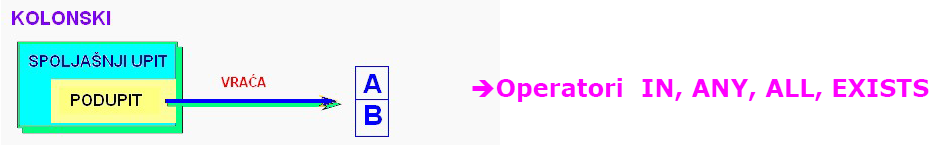 KOLONSKI
SPOLJAŠNJI UPIT
PODUPIT
VRAĆA
A
B
➔Operatori IN, ANY, ALL, EXISTS